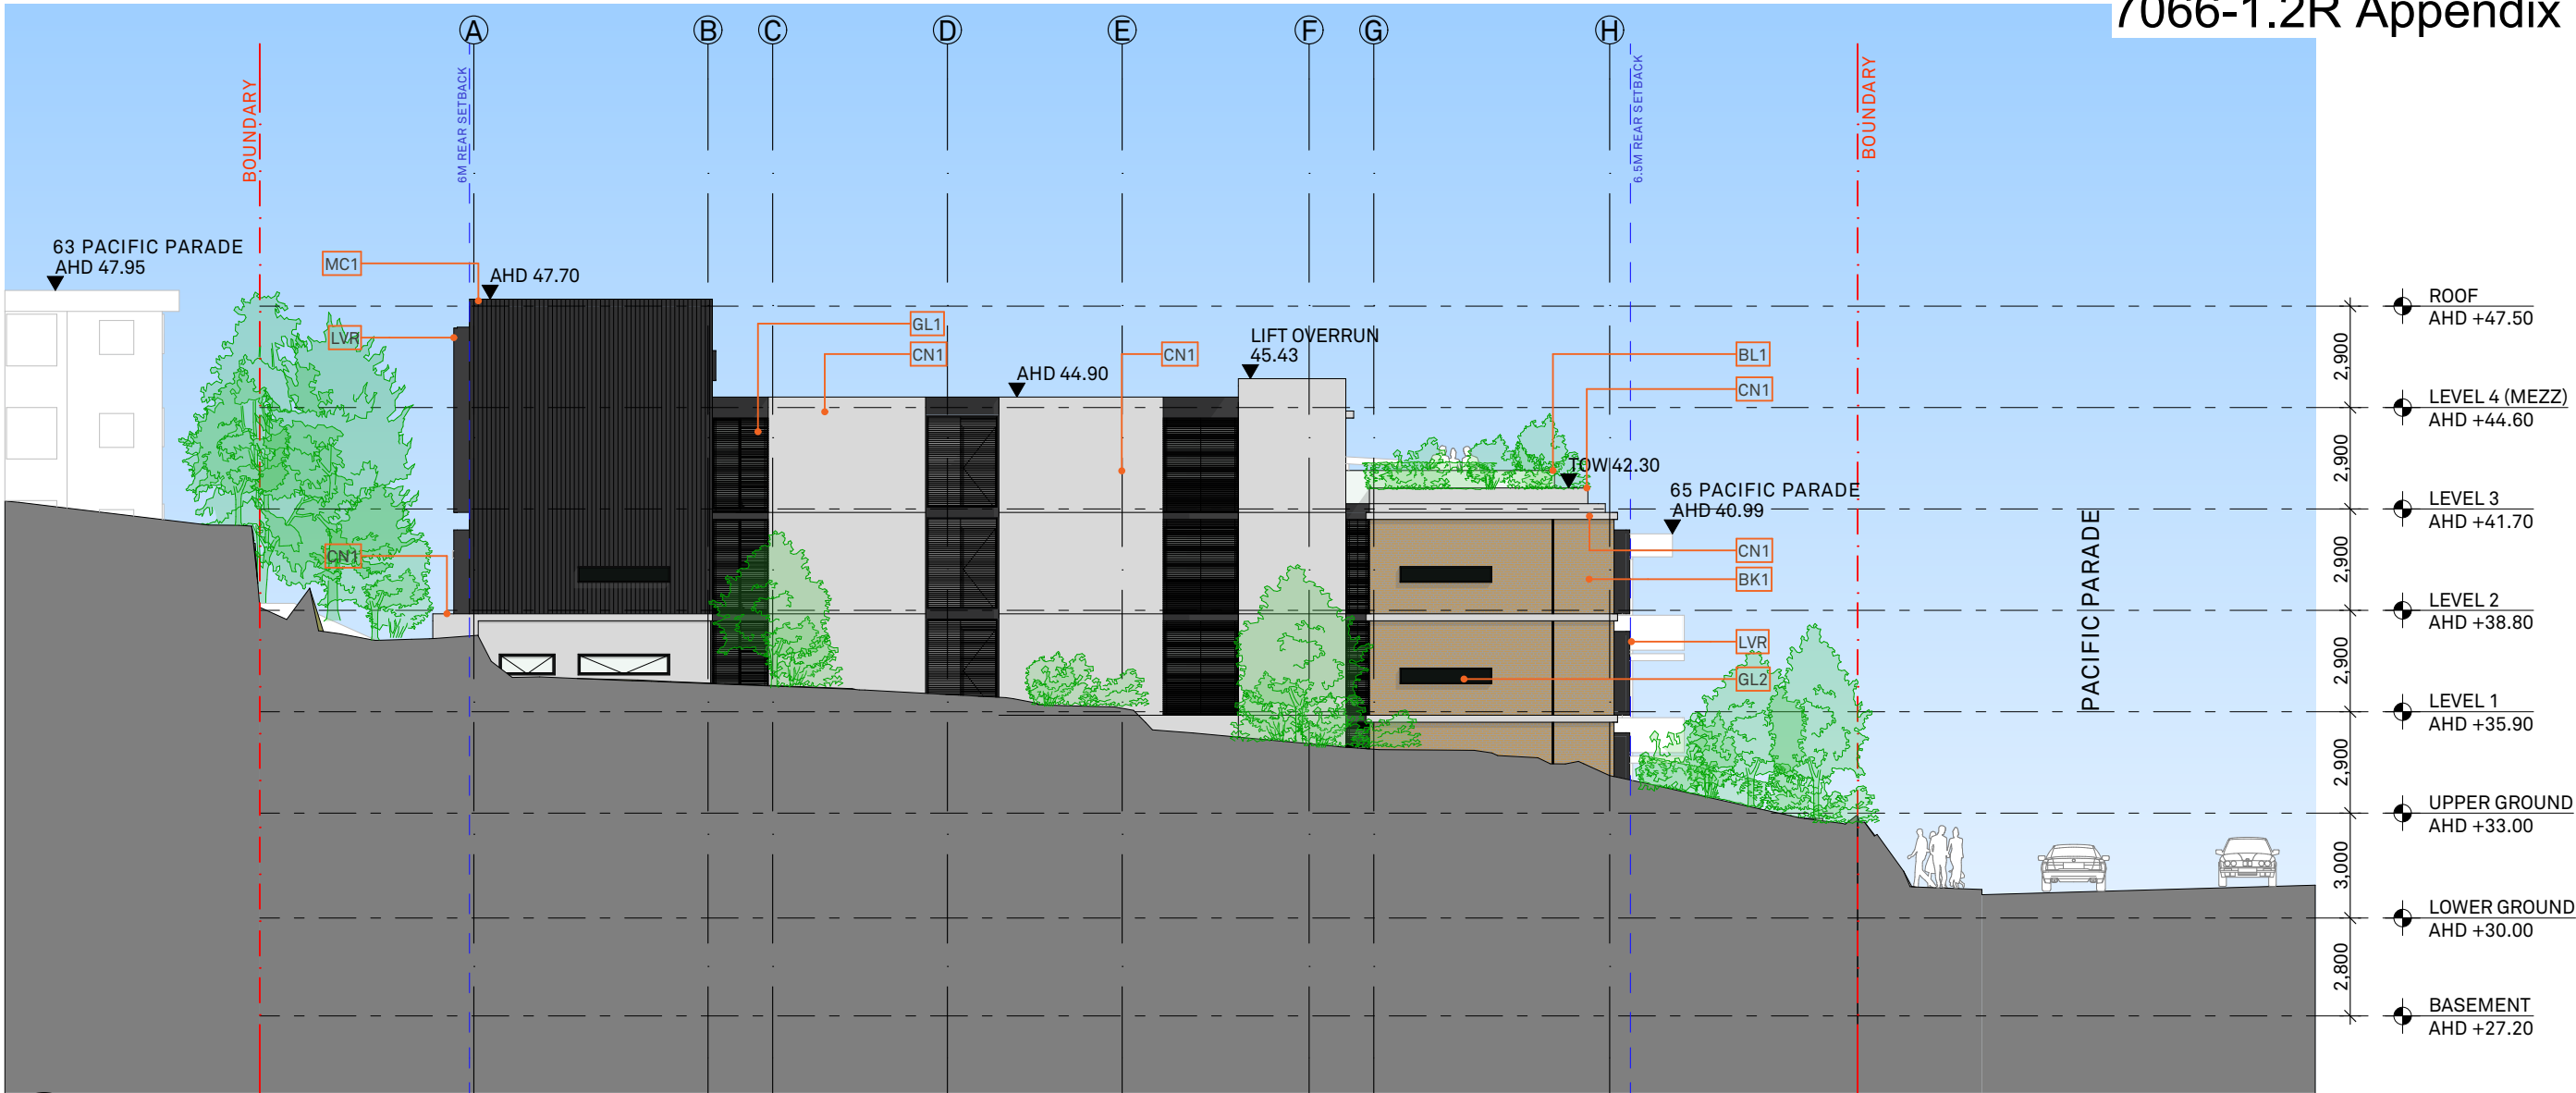 7066-1.2R Appendix
A
B
C
D
E
F
G
H
BOUNDARY
6M REAR SETBACK
6.5M REAR SETBACK
BOUNDARY
63 PACIFIC PARADE
AHD 47.95
MC1
AHD 47.70
LVR
CN1
GL1
CN1
AHD 44.90
CN1
LIFT OVERRUN
45.43
BL1
CN1
TOW 42.30
65 PACIFIC PARADE
AHD 40.99
CN1
BK1
LVR
GL2
PACIFIC PARADE
ROOF
AHD +47.50
2,900
LEVEL 4 (MEZZ)
AHD +44.60
2,900
LEVEL 3
AHD +41.70
2,900
LEVEL 2
AHD +38.80
2,900
LEVEL 1
AHD +35.90
2,900
UPPER GROUND
AHD +33.00
3,000
LOWER GROUND
AHD +30.00
2,800
BASEMENT
AHD +27.20